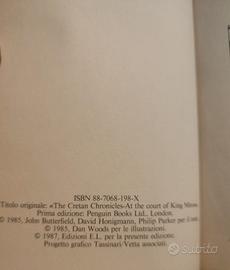 ISBN 88-7068-198-X
Titolo originale: «The Cretan Chronicles-At the court of King Minos».
Prima edizione: Penguin Books Ltd., London.
© 1985, John Butterfield, David Honigmann, Philip Parker per il testo.
© 1985, Dan Woods per le illustrazioni.
© 1987, Edizioni E.L. per la presente edizione.
Progetto grafico Tassinari/Vetta associati.
subito.it